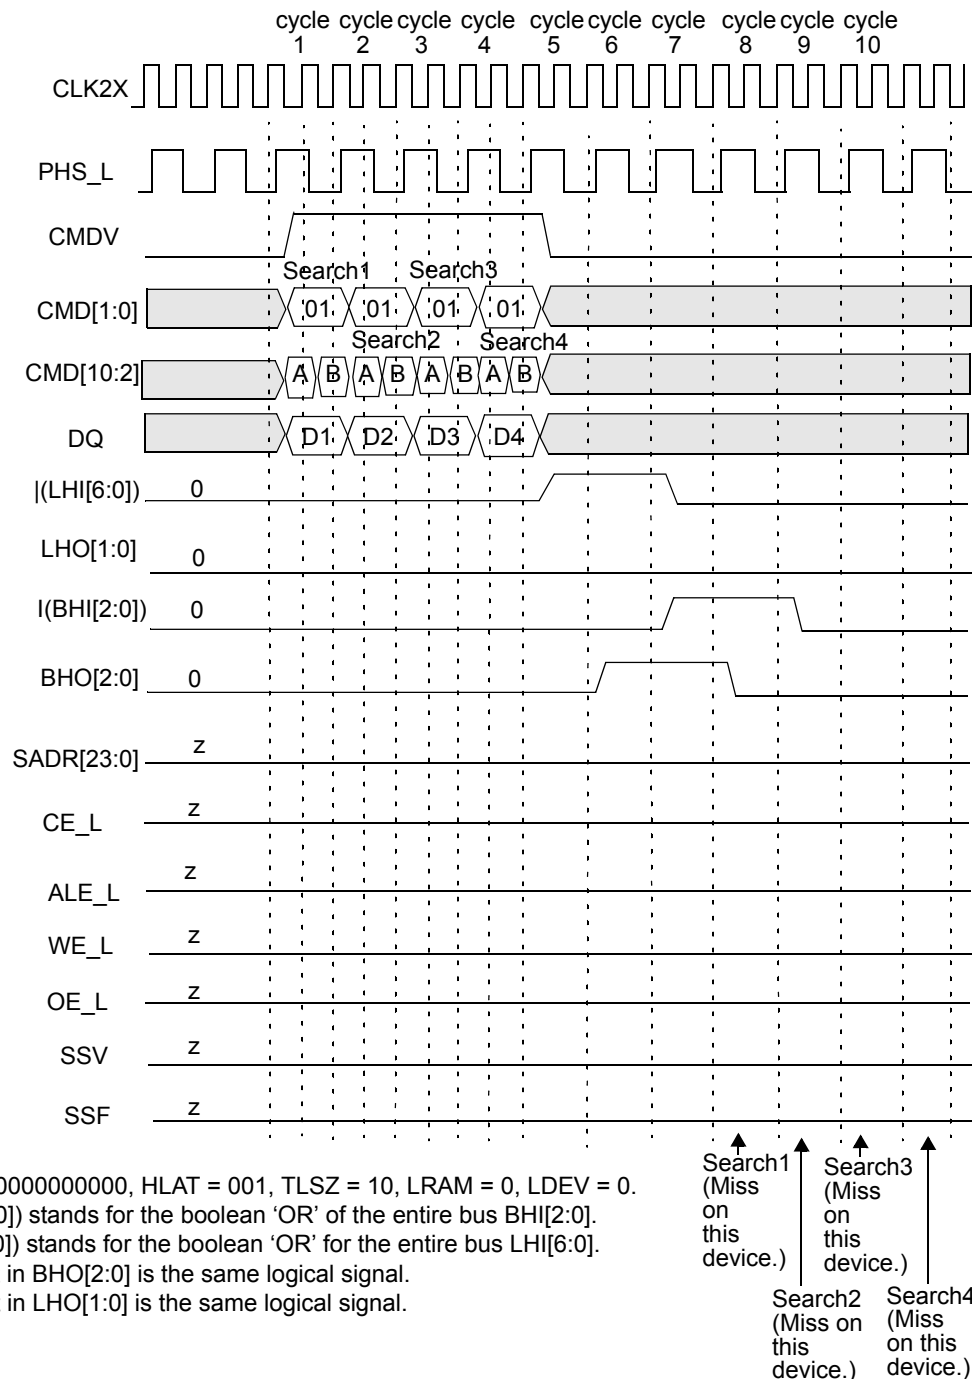 cycle cycle cycle cycle cycle cycle cycle cycle cycle cycle
1 2 3 4 5 6 7 8 9 10
CLK2X
PHS_L
CMDV
Search1 Search3
CMD[1:0] 01 01 01 01
Search2 Search4
CMD[10:2] A B A B A B A B
DQ D1 D2 D3 D4
|(LHI[6:0]) 0
LHO[1:0] 0
I(BHI[2:0]) 0
BHO[2:0] 0
SADR[23:0] z
CE_L z
ALE_L z
WE_L z
OE_L z
SSV z
SSF z
0000000000, HLAT = 001, TLSZ = 10, LRAM = 0, LDEV = 0.
0]) stands for the boolean ‘OR’ of the entire bus BHI[2:0].
0]) stands for the boolean ‘OR’ for the entire bus LHI[6:0].
in BHO[2:0] is the same logical signal.
in LHO[1:0] is the same logical signal.
Search1
(Miss
on
this
device.)
Search3
(Miss
on
this
device.)
Search2
(Miss on
this
device.)
Search4
(Miss
on this
device.)